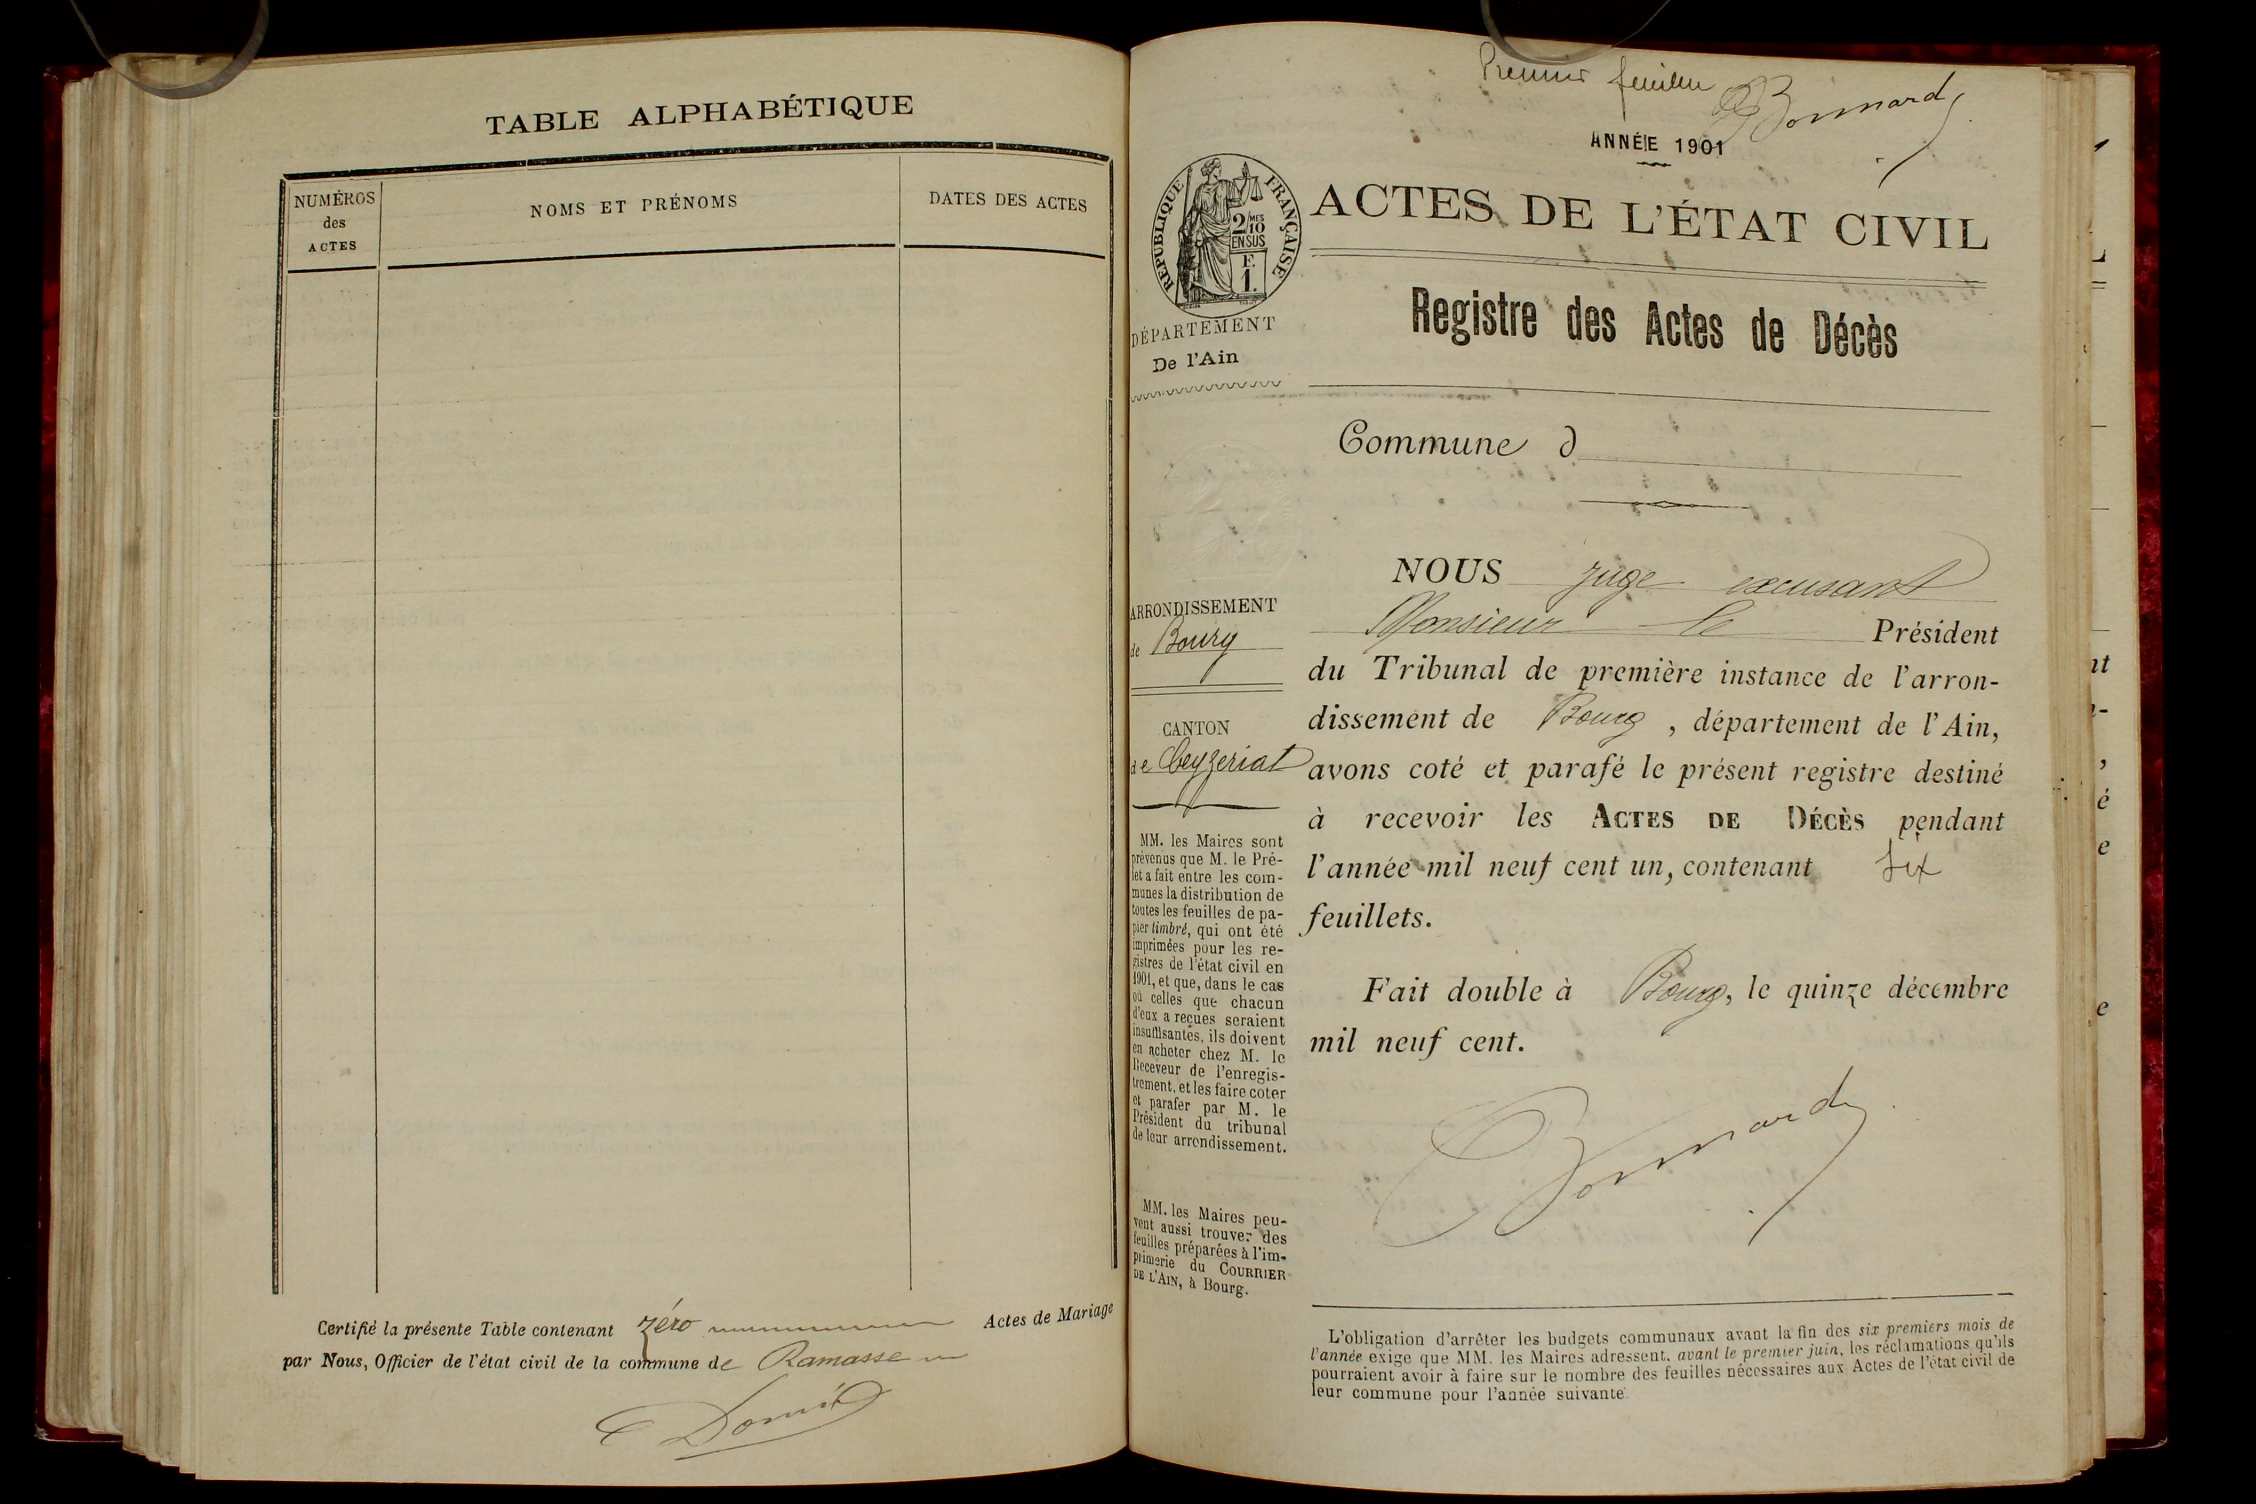 TABLE ALPHABÉTIQUE
NUMÉROS
des
ACTES
NOMS ET PRÉNOMS
DATES DES ACTES
Certifié la présente Table contenant zéro Actes de Mariage
par Nous, Officier de l'état civil de la commune de Ramasse
Premier feuillet Bonnard
ANNÉE 1901
RÉPUBLIQUE FRANÇAISE
2/MES
10
EN SUS
F.
1.
DÉPARTEMENT
De l'Ain
ACTES DE L'ÉTAT CIVIL
Registre des Actes de Décès
Commune d
ARRONDISSEMENT
de Bourg
CANTON
de Ceyzeriat
MM. les Maires sont
prévenus que M. le Pré-
fet a fait entre les com-
munes la distribution de
toutes les feuilles de pa-
pier timbré, qui ont été
imprimées pour les re-
gistres de l'état civil en
1901, et que, dans le cas
où celles que chacun
d'eux a reçues seraient
insuffisantes, ils doivent
en acheter chez M. le
Receveur de l'enregis-
trement, et les faire coter
et parafer par M. le
Président du tribunal
de leur arrondissement.
MM. les Maires peu-
vent aussi trouver des
feuilles préparées à l'im-
primerie du COURRIER
DE L'AIN, à Bourg.
NOUS juge excusant
Monsieur le Président
du Tribunal de première instance de l'arron-
dissement de Bourg, département de l'Ain,
avons coté et parafé le présent registre destiné
à recevoir les ACTES DE DÉCÈS pendant
l'année mil neuf cent un, contenant six
feuillets.
Fait double à Bourg, le quinze décembre
mil neuf cent.
Bonnard
L'obligation d'arrêter les budgets communaux avant la fin des six premiers mois de
l'année exige que MM. les Maires adressent, avant le premier juin, les réclamations qu'ils
pourraient avoir à faire sur le nombre des feuilles nécessaires aux Actes de l'état civil de
leur commune pour l'année suivante.